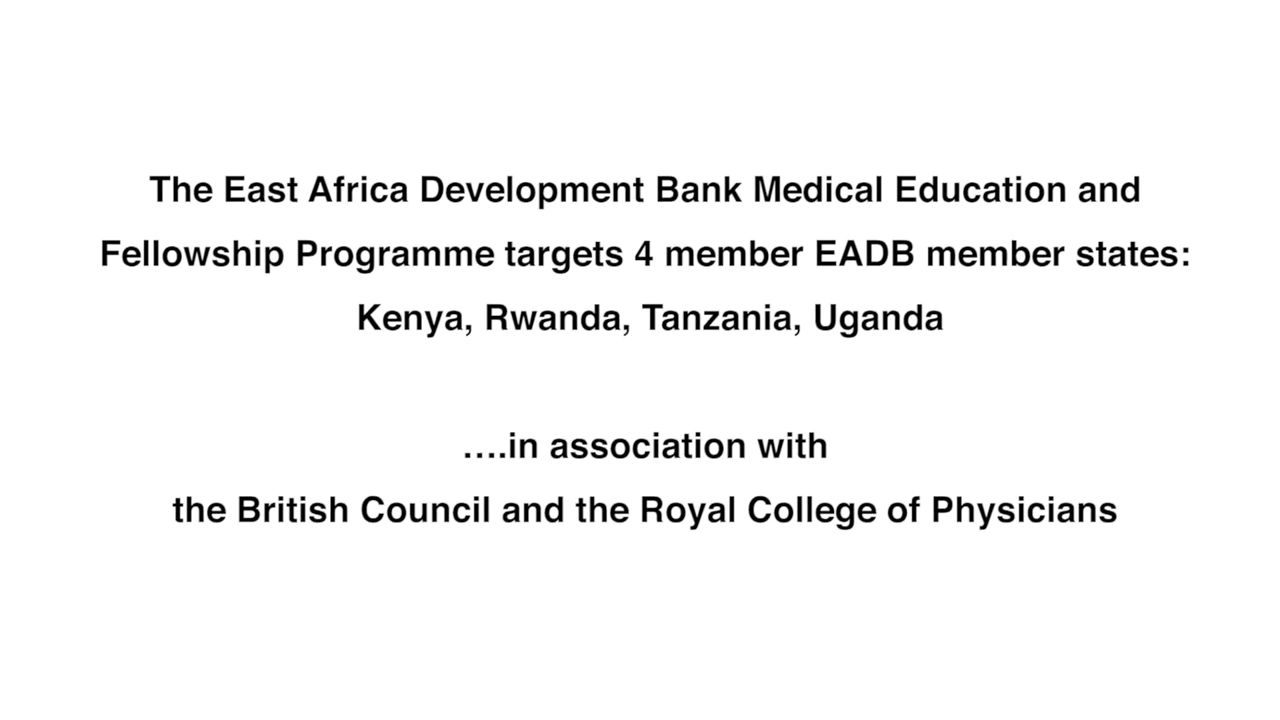 The East Africa Development Bank Medical Education and
Fellowship Programme targets 4 member EADB member states:
Kenya, Rwanda, Tanzania, Uganda
….in association with
the British Council and the Royal College of Physicians